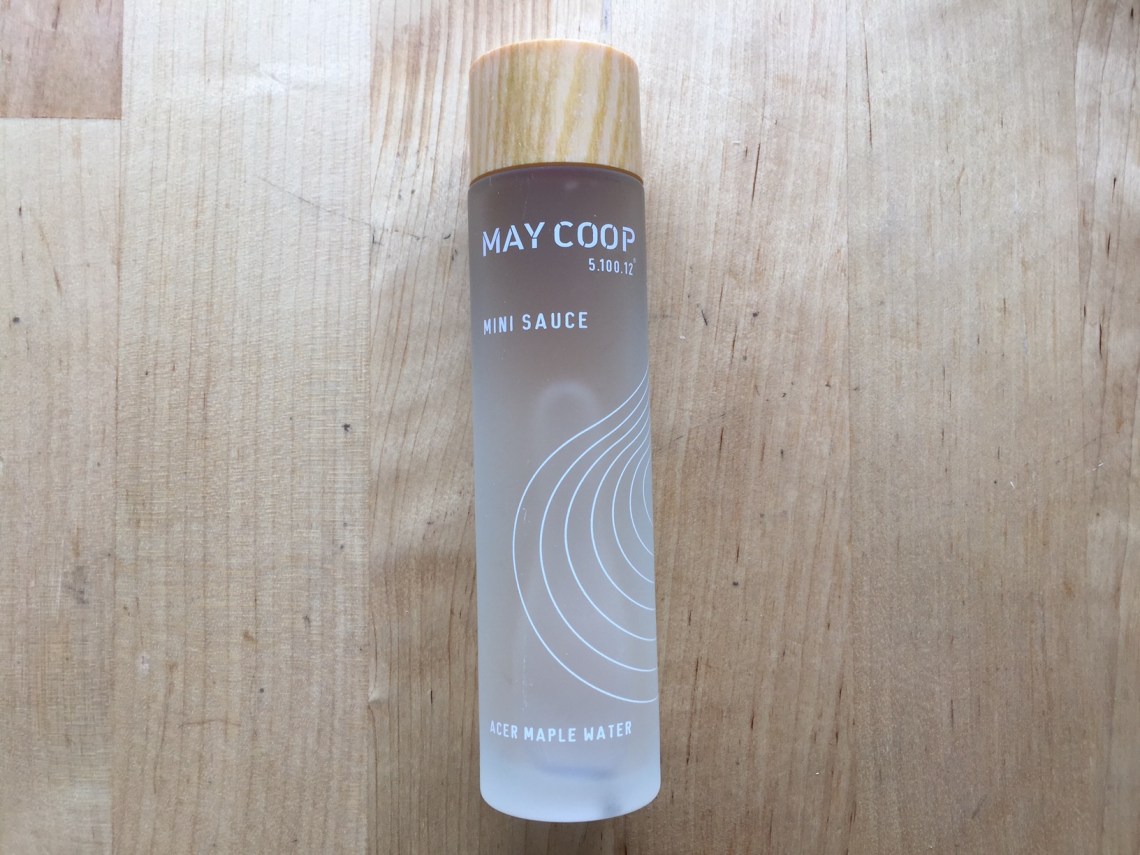 MAY COOP
5.100.12
MINI SAUCE
ACER MAPLE WATER